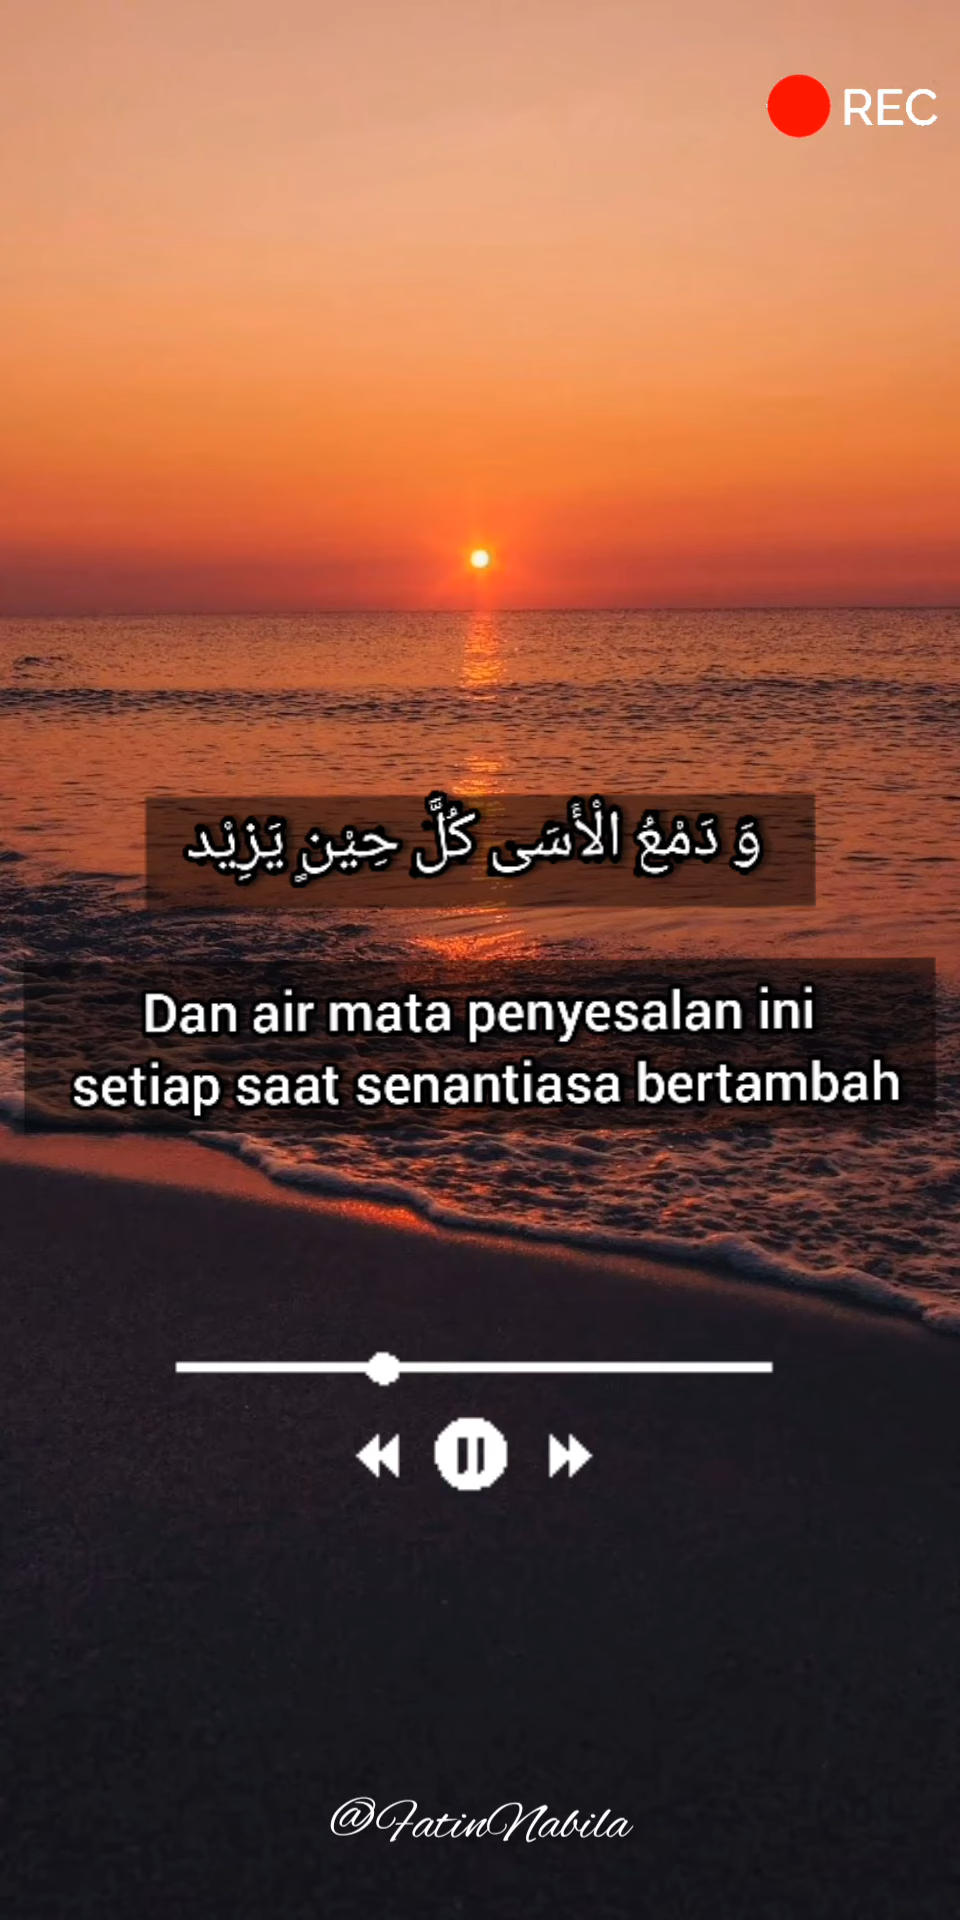 REC
وَ دَمْعُ الْأَسَى كُلَّ حِيْنٍ يَزِيْد
Dan air mata penyesalan ini
setiap saat senantiasa bertambah
@FatinNabila